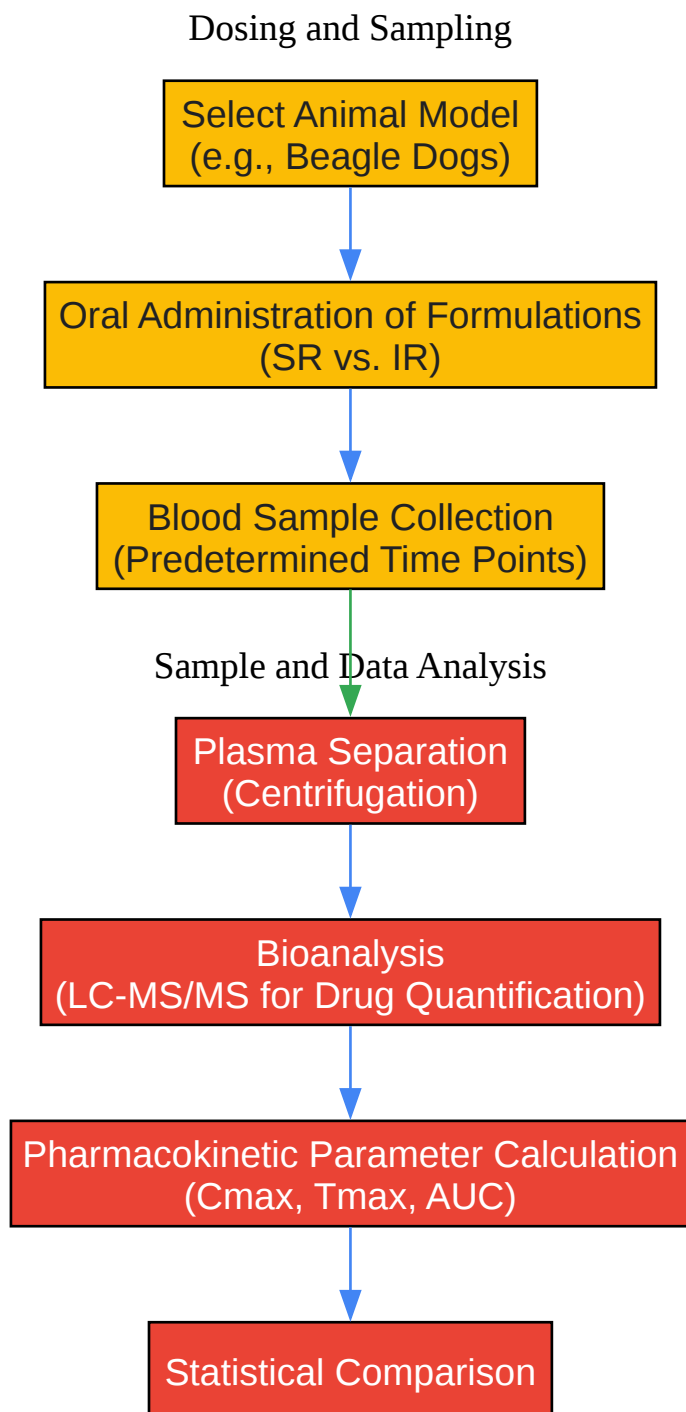 Dosing and Sampling
Select Animal Model
(e.g., Beagle Dogs)
Oral Administration of Formulations
(SR vs. IR)
Blood Sample Collection
(Predetermined Time Points)
Sample and Data Analysis
Plasma Separation
(Centrifugation)
Bioanalysis
(LC-MS/MS for Drug Quantification)
Pharmacokinetic Parameter Calculation
(Cmax, Tmax, AUC)
Statistical Comparison